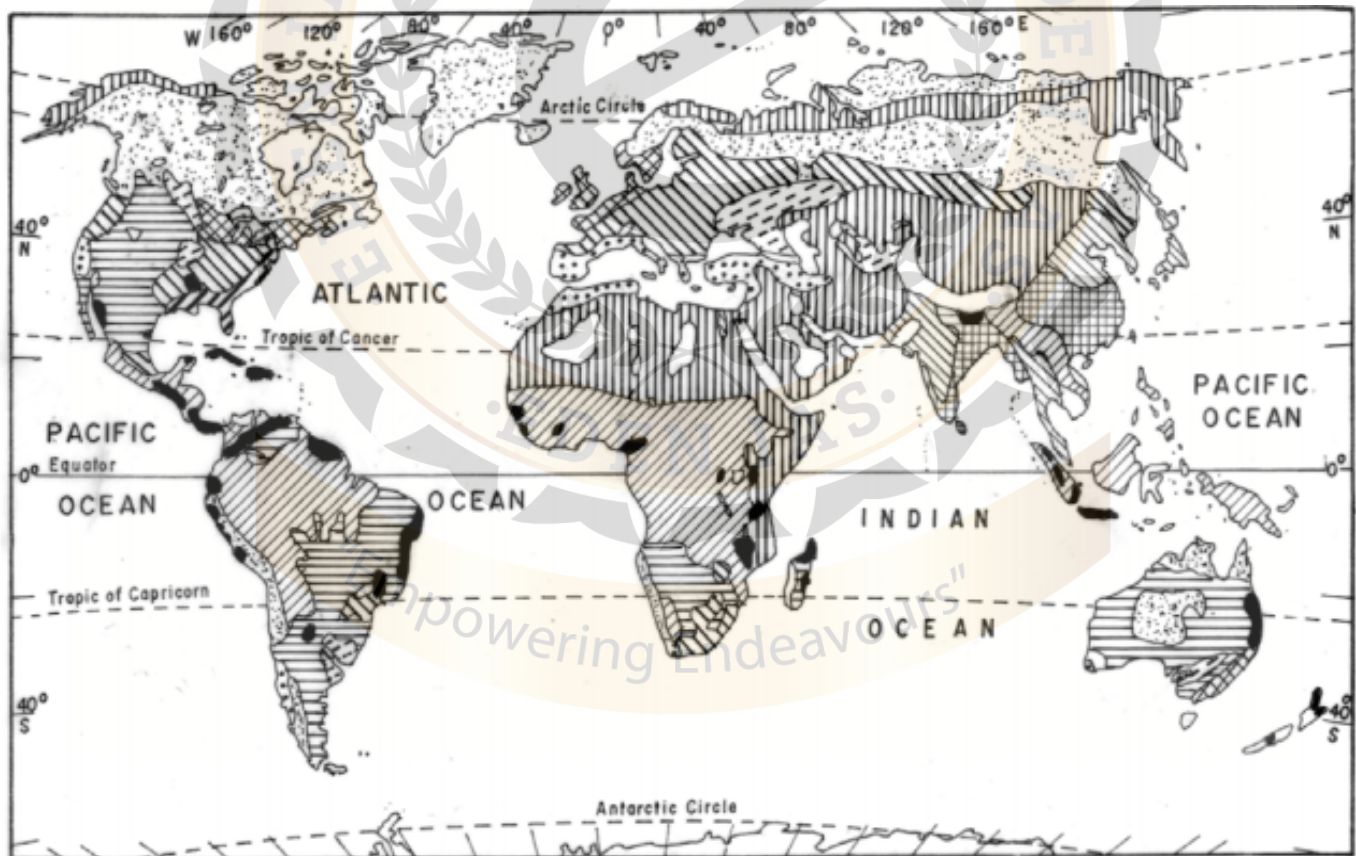 W 160° 120° 80° 40° 0° 40° 120° 160° E
Arctic Circle
40°
N
40°
N
ATLANTIC
Tropic of Cancer
PACIFIC
OCEAN
PACIFIC
Equator
0°
0°
OCEAN
OCEAN
INDIAN
Tropic of Capricorn
"Empowering Endeavours"
OCEAN
40°
S
40°
S
Antarctic Circle